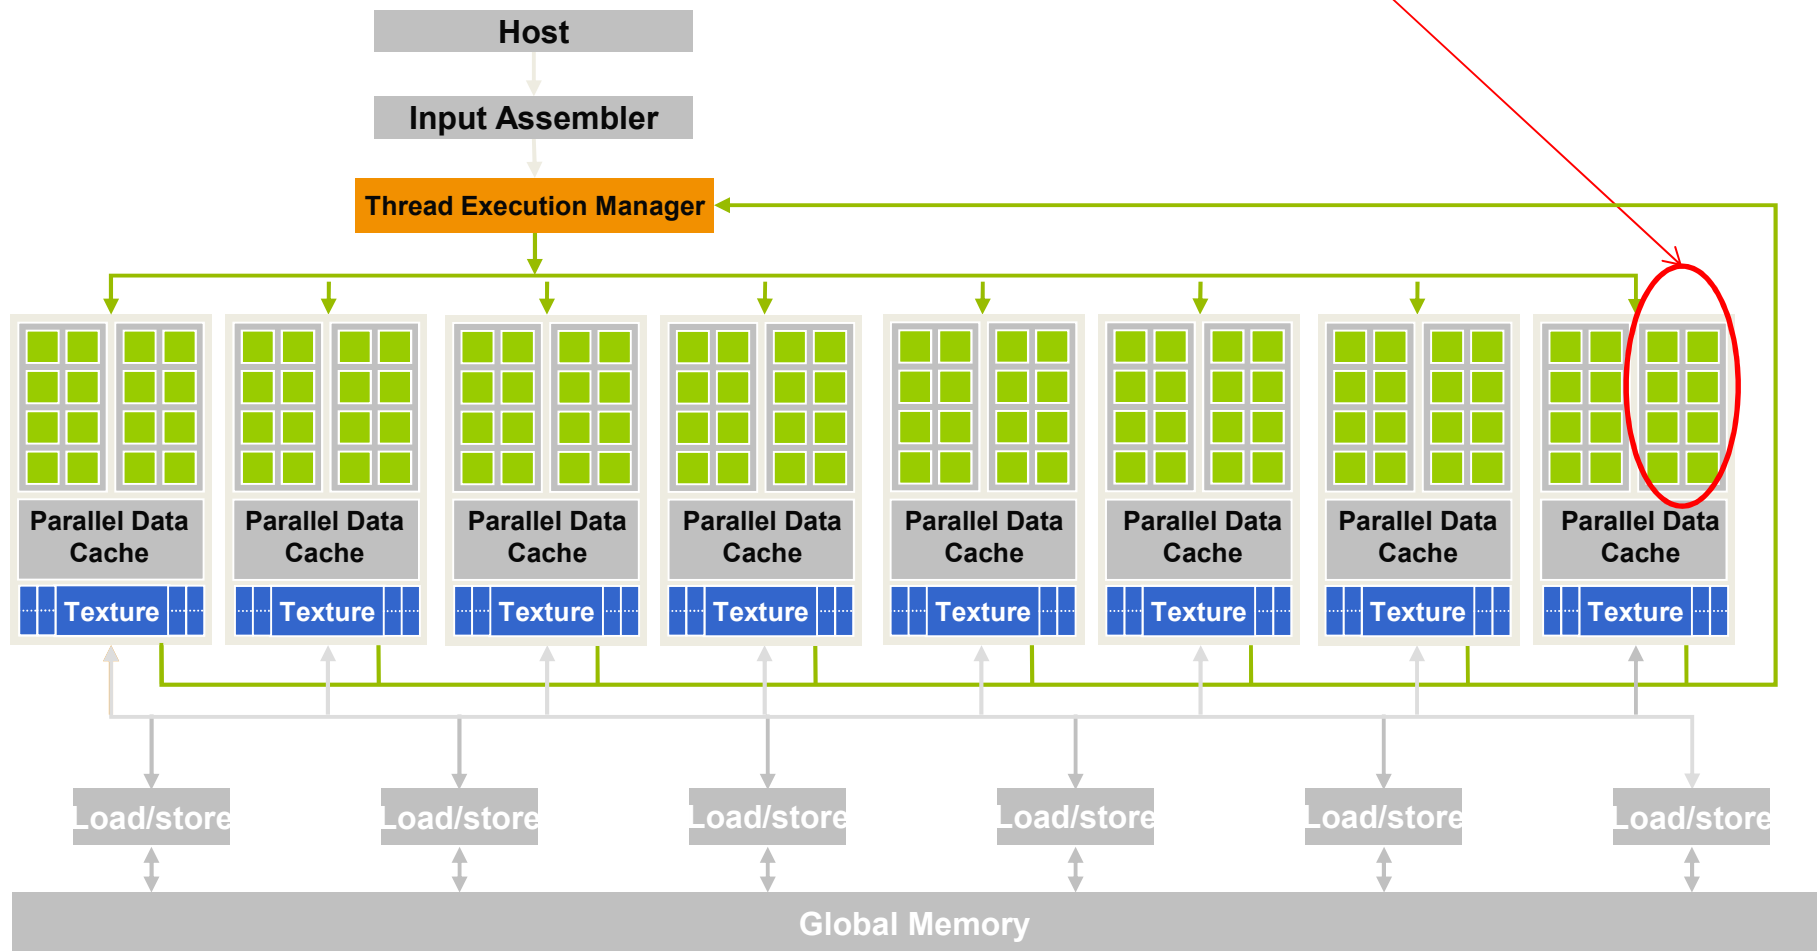 Host
Input Assembler
Thread Execution Manager
Parallel Data
Cache
Parallel Data
Cache
Parallel Data
Cache
Parallel Data
Cache
Parallel Data
Cache
Parallel Data
Cache
Parallel Data
Cache
Parallel Data
Cache
Texture
Texture
Texture
Texture
Texture
Texture
Texture
Texture
Load/store
Load/store
Load/store
Load/store
Load/store
Load/store
Global Memory